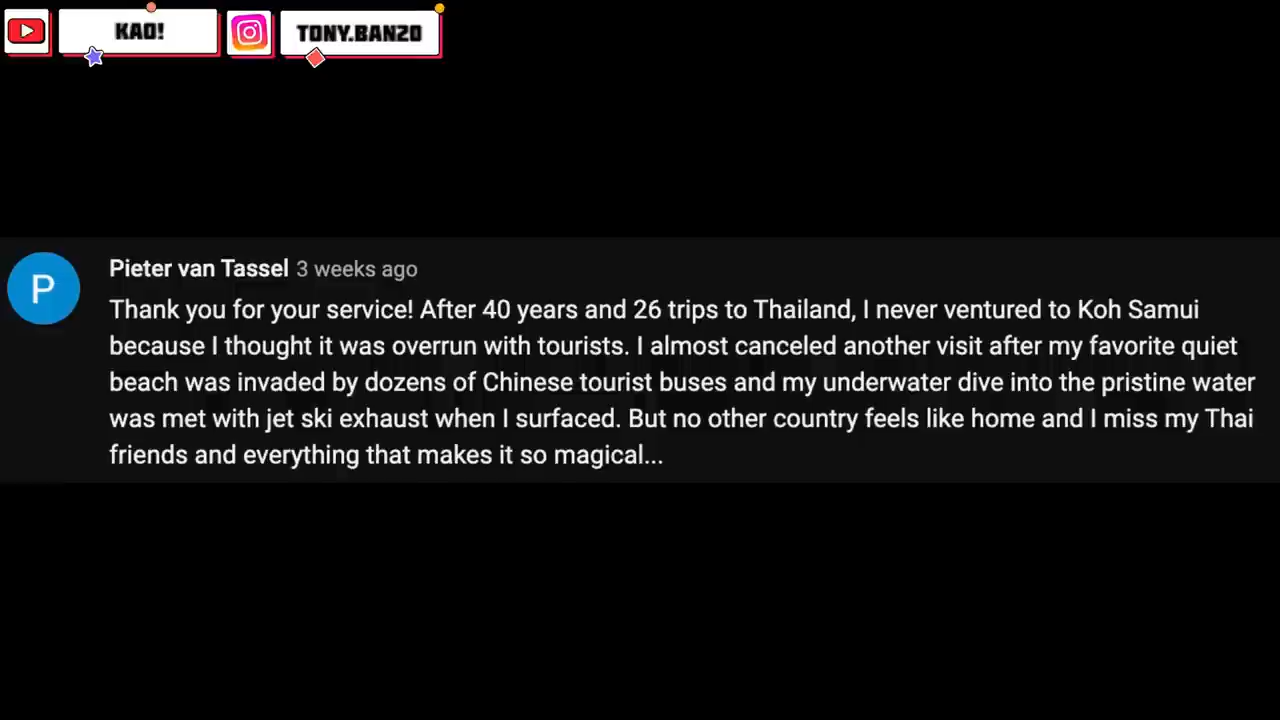 KAO!
TONY.BANZO
P
Pieter van Tassel 3 weeks ago
Thank you for your service! After 40 years and 26 trips to Thailand, I never ventured to Koh Samui
because I thought it was overrun with tourists. I almost canceled another visit after my favorite quiet
beach was invaded by dozens of Chinese tourist buses and my underwater dive into the pristine water
was met with jet ski exhaust when I surfaced. But no other country feels like home and I miss my Thai
friends and everything that makes it so magical...